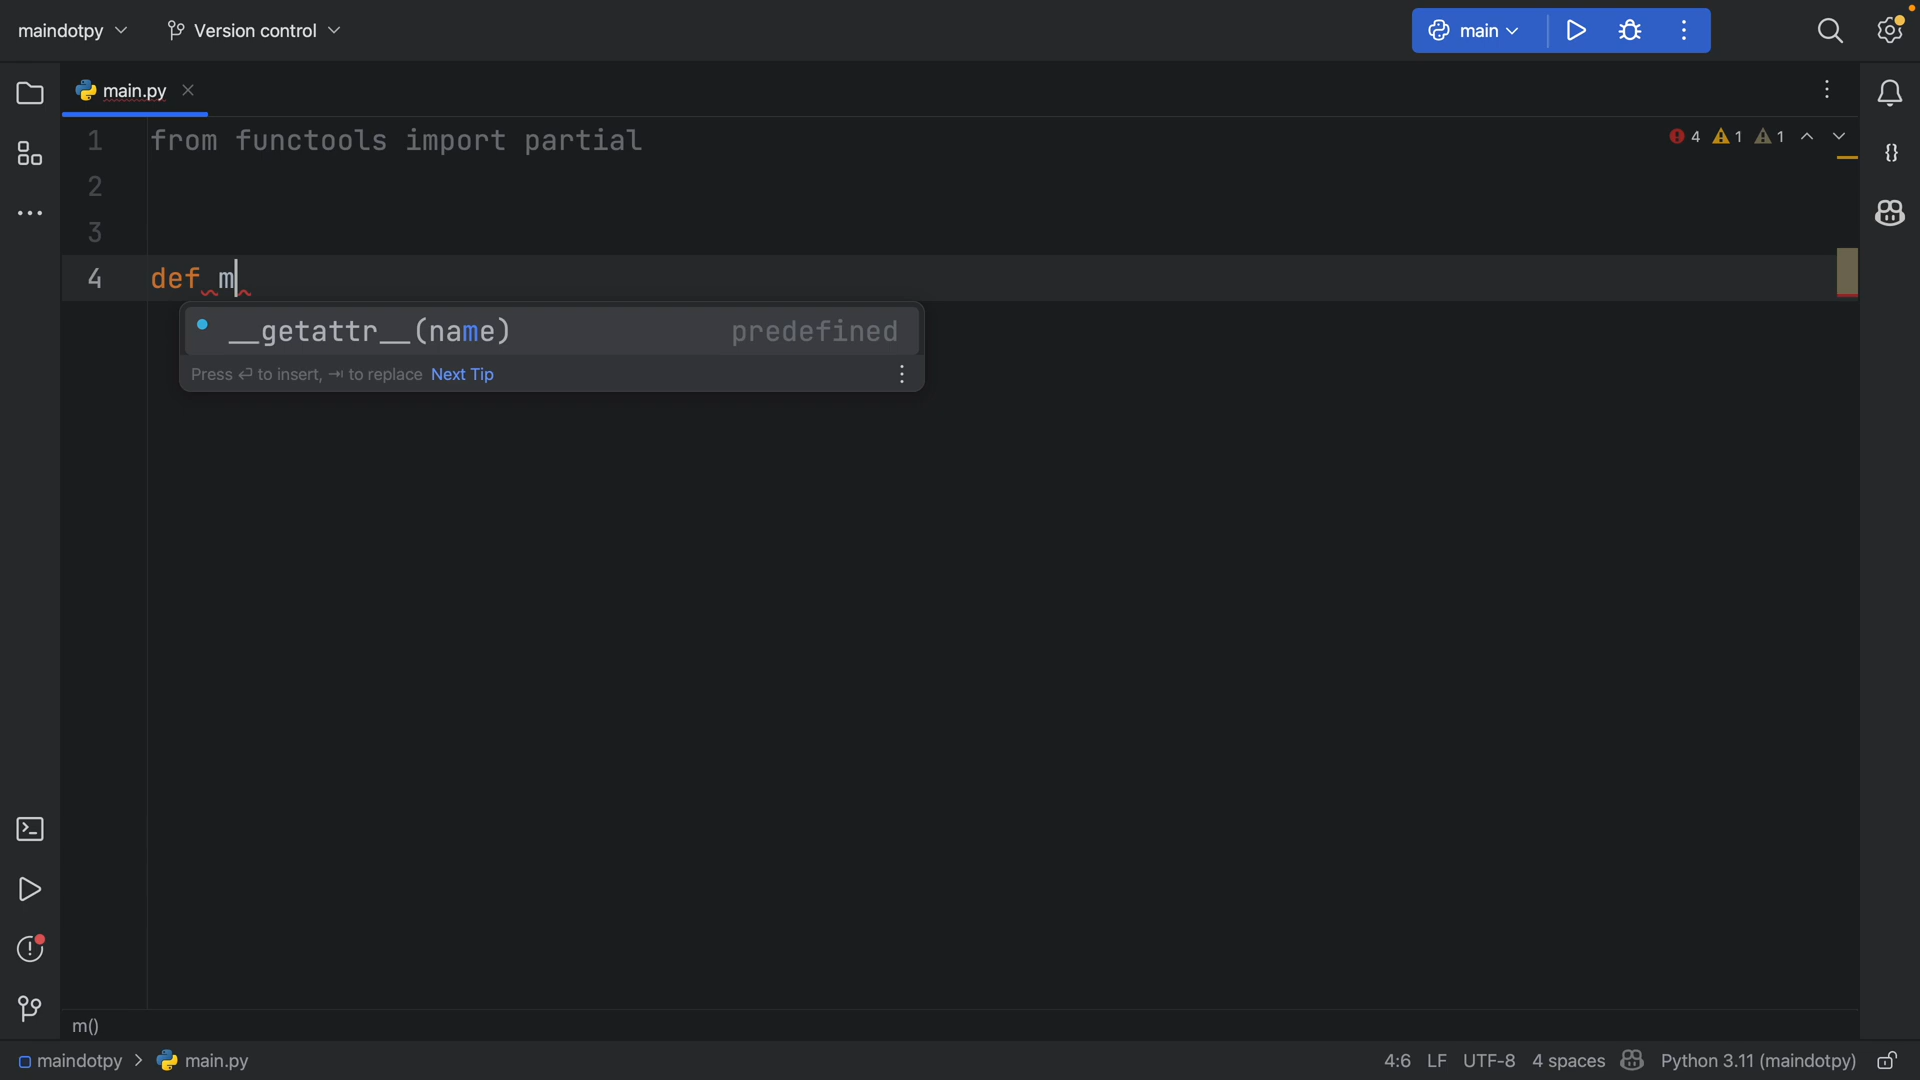 maindotpy
Version control
main
main.py
4 1 1
1 from functools import partial
2
3
4 def m
__getattr__(name) predefined
Press ⏎ to insert, ⇥ to replace Next Tip
m()
maindotpy > main.py
4:6 LF UTF-8 4 spaces Python 3.11 (maindotpy)